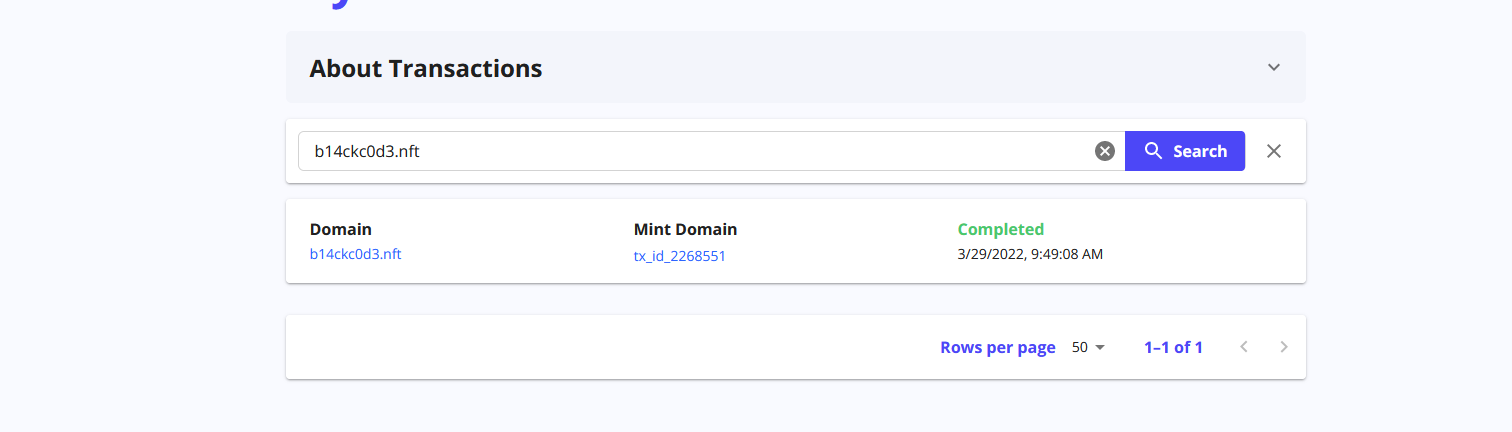 About Transactions
b14ckc0d3.nft
Search
Domain Mint Domain Completed
b14ckc0d3.nft tx_id_2268551 3/29/2022, 9:49:08 AM
Rows per page 50 1–1 of 1